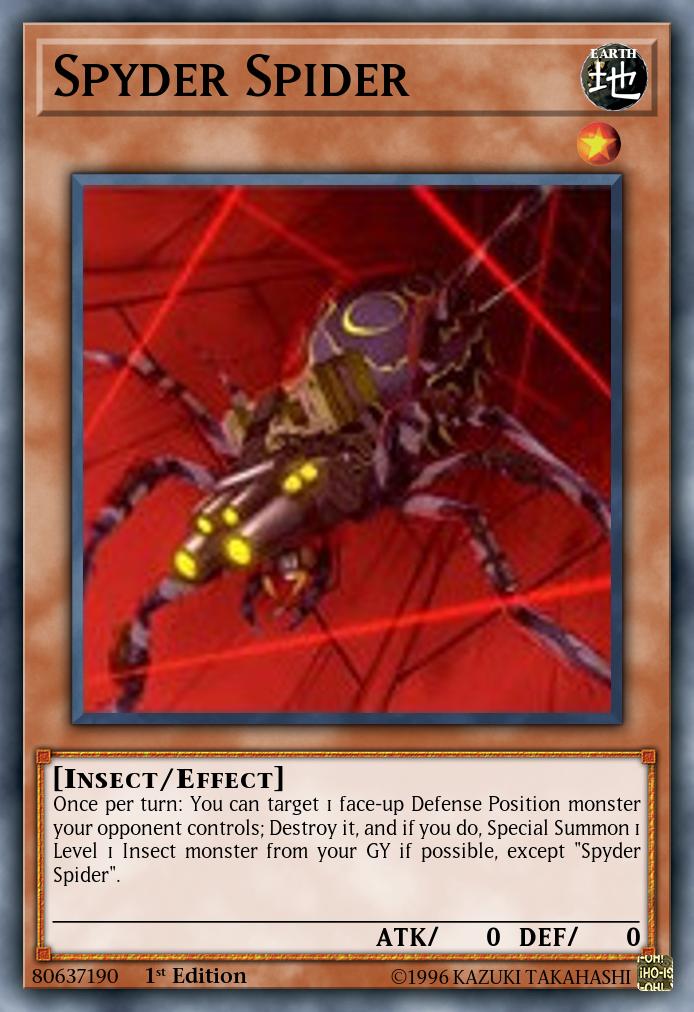 Spyder Spider
EARTH
地
[Insect/Effect]
Once per turn: You can target 1 face-up Defense Position monster
your opponent controls; Destroy it, and if you do, Special Summon 1
Level 1 Insect monster from your GY if possible, except "Spyder
Spider".
ATK/ 0 DEF/ 0
80637190 1st Edition ©1996 KAZUKI TAKAHASHI